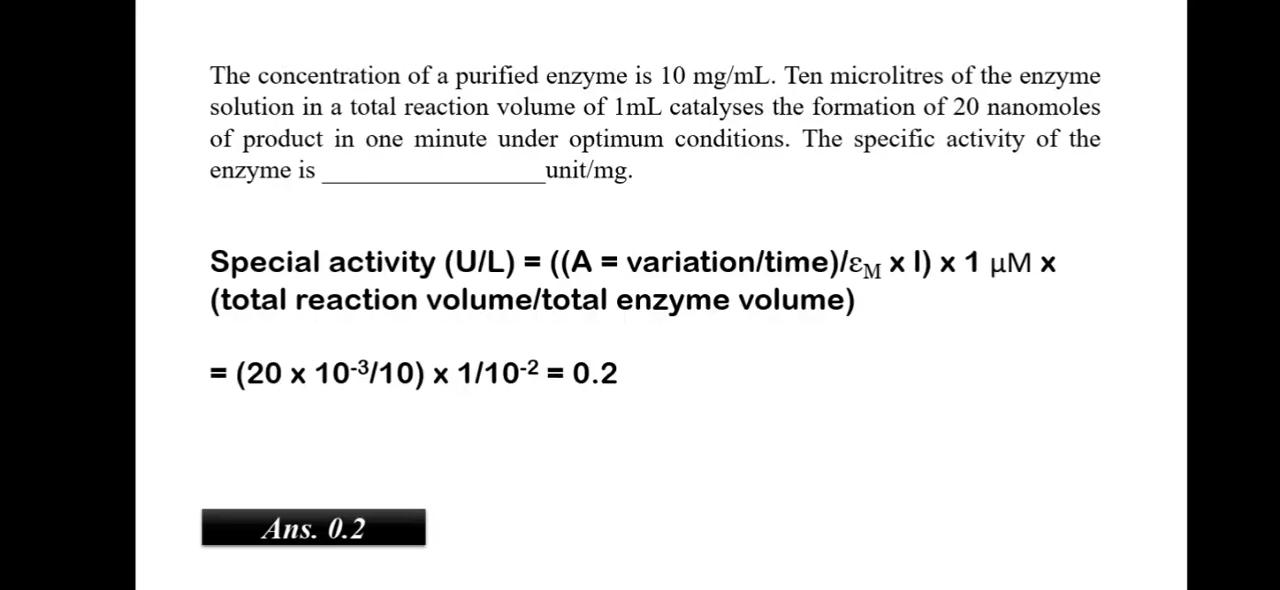 The concentration of a purified enzyme is 10 mg/mL. Ten microlitres of the enzyme
solution in a total reaction volume of 1mL catalyses the formation of 20 nanomoles
of product in one minute under optimum conditions. The specific activity of the
enzyme is _________________unit/mg.
Special activity (U/L) = ((A = variation/time)/εM x l) x 1 μM x
(total reaction volume/total enzyme volume)
= (20 x 10⁻³/10) x 1/10⁻² = 0.2
Ans. 0.2